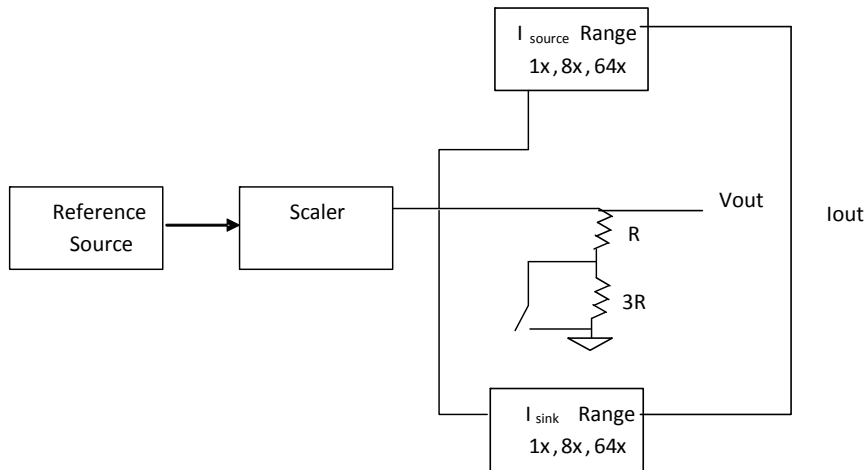 I source Range
1x, 8x, 64x
Reference
Source
Scaler
Vout
Iout
R
3R
I sink Range
1x, 8x, 64x